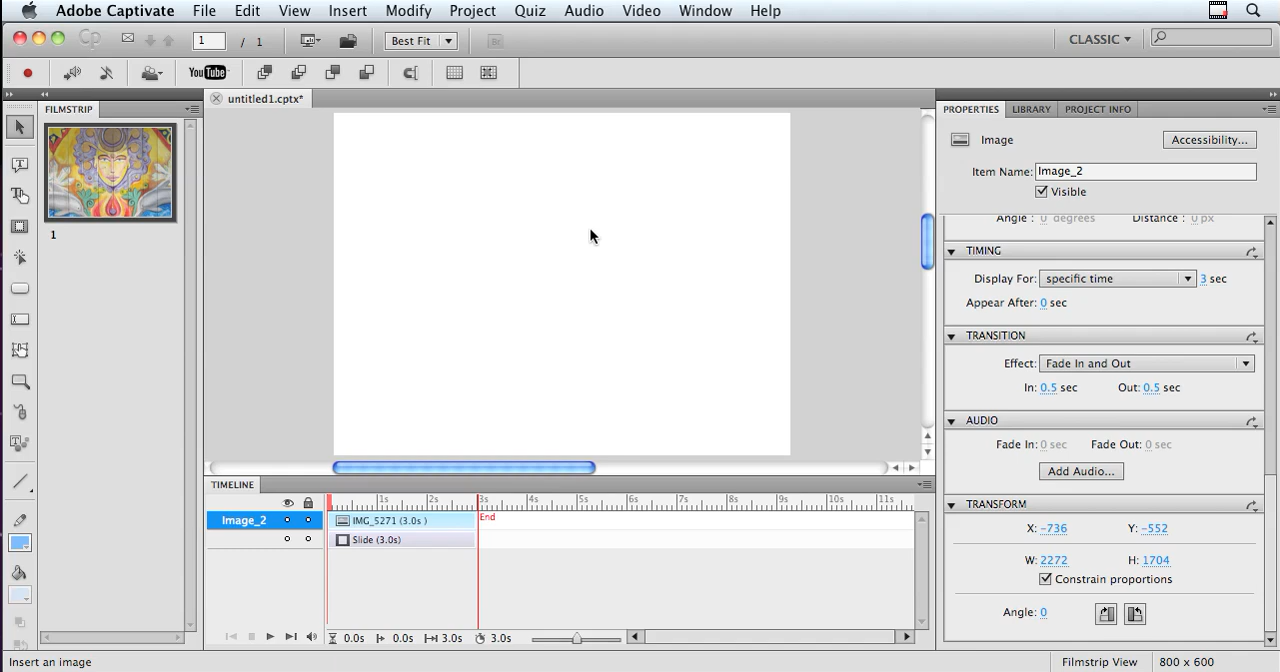 Adobe Captivate File Edit View Insert Modify Project Quiz Audio Video Window Help
Cp 1 / 1 Best Fit Br CLASSIC
YouTube
FILMSTRIP untitled1.cptx* PROPERTIES LIBRARY PROJECT INFO
Image Accessibility...
Item Name: Image_2
Visible
Angle : 0 degrees Distance : 0 px
1
TIMING
Display For: specific time 3 sec
Appear After: 0 sec
TRANSITION
Effect: Fade In and Out
In: 0.5 sec Out: 0.5 sec
AUDIO
Fade In: 0 sec Fade Out: 0 sec
Add Audio...
TIMELINE
1s 2s 3s 4s 5s 6s 7s 8s 9s 10s 11s
Image_2 IMG_5271 (3.0s ) End
Slide (3.0s)
TRANSFORM
X: -736 Y: -552
W: 2272 H: 1704
Constrain proportions
Angle: 0
0.0s 0.0s 3.0s 3.0s
Insert an image Filmstrip View 800 x 600